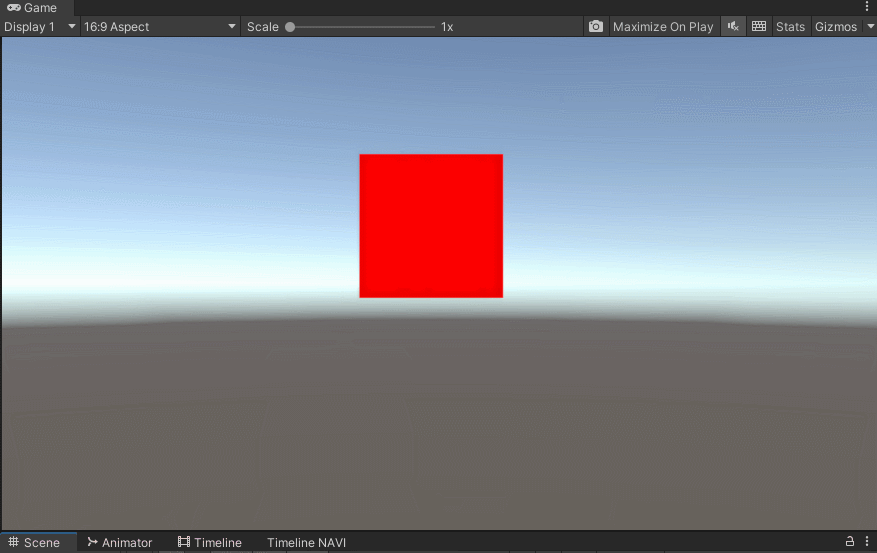 Game
Display 1 16:9 Aspect Scale 1x Maximize On Play Stats Gizmos
Scene Animator Timeline Timeline NAVI